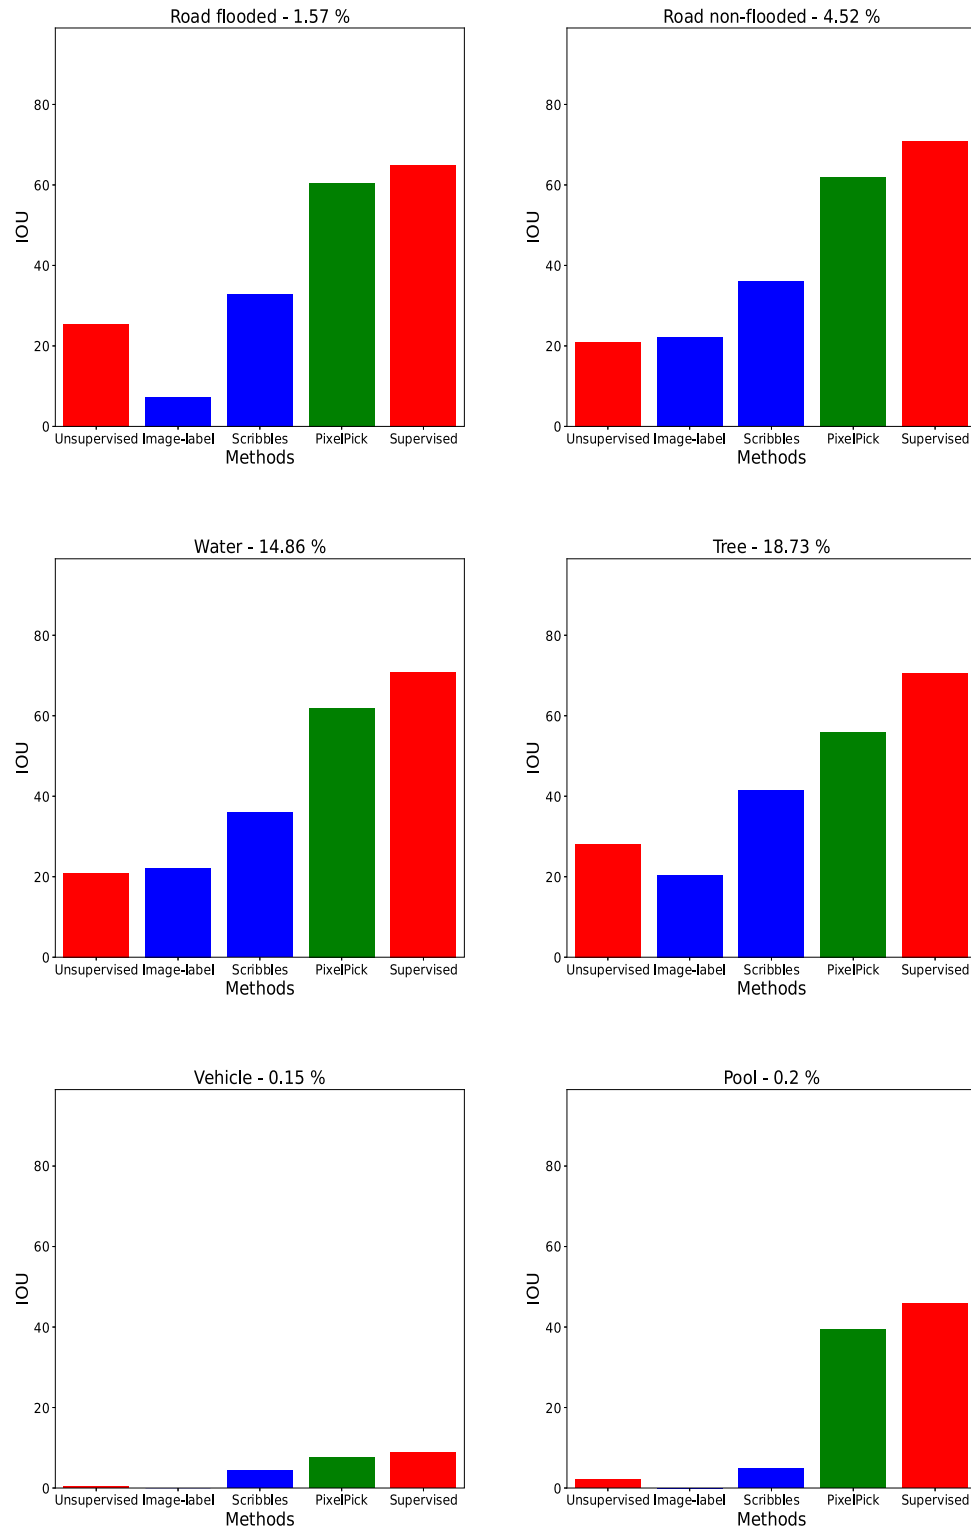 Road flooded - 1.57 %
IOU
80
60
40
20
0
Unsupervised Image-label Scribbles PixelPick Supervised
Methods
Road non-flooded - 4.52 %
IOU
80
60
40
20
0
Unsupervised Image-label Scribbles PixelPick Supervised
Methods
Water - 14.86 %
IOU
80
60
40
20
0
Unsupervised Image-label Scribbles PixelPick Supervised
Methods
Tree - 18.73 %
IOU
80
60
40
20
0
Unsupervised Image-label Scribbles PixelPick Supervised
Methods
Vehicle - 0.15 %
IOU
80
60
40
20
0
Unsupervised Image-label Scribbles PixelPick Supervised
Methods
Pool - 0.2 %
IOU
80
60
40
20
0
Unsupervised Image-label Scribbles PixelPick Supervised
Methods